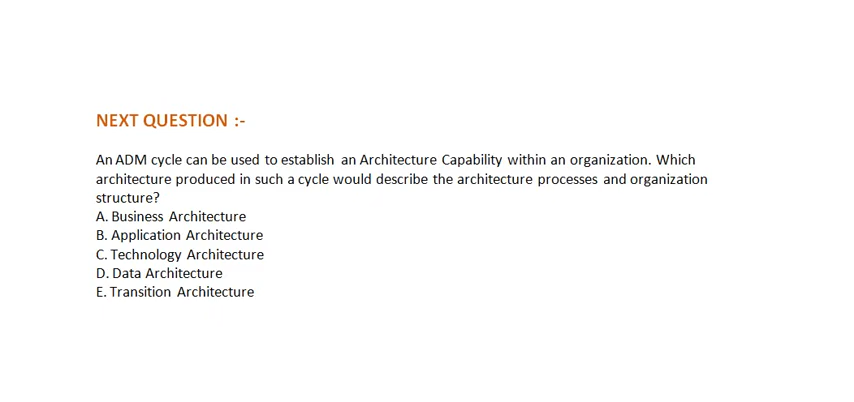 NEXT QUESTION :-
An ADM cycle can be used to establish an Architecture Capability within an organization. Which
architecture produced in such a cycle would describe the architecture processes and organization
structure?
A. Business Architecture
B. Application Architecture
C. Technology Architecture
D. Data Architecture
E. Transition Architecture